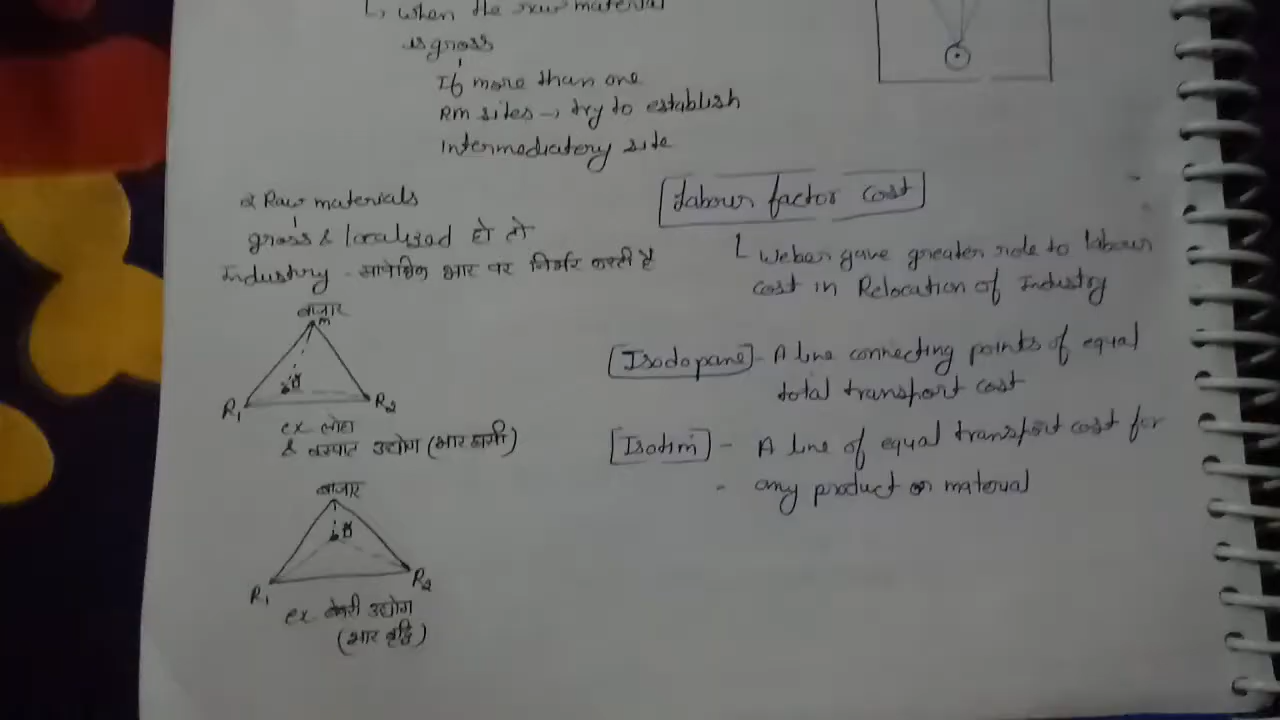 ↳ when the raw material
is gross
If more than one
RM sites → try to establish
Intermediatery site
2 Raw materials
gross & localized हो तो
Industry - सापेक्षिक भार पर निर्भर करती है
बाजार
M
R₁
R₂
ex लोहा
& इस्पात उद्योग (भार हानी)
बाजार
R₁
R₂
ex बेकरी उद्योग
(भार वृद्धि)
Labour factor cost
Weber gave greater role to labour
cost in Relocation of Industry
[Isodopane] - A line connecting points of equal
total transport cost
[Isotim] - A line of equal transport cost for
any product or material